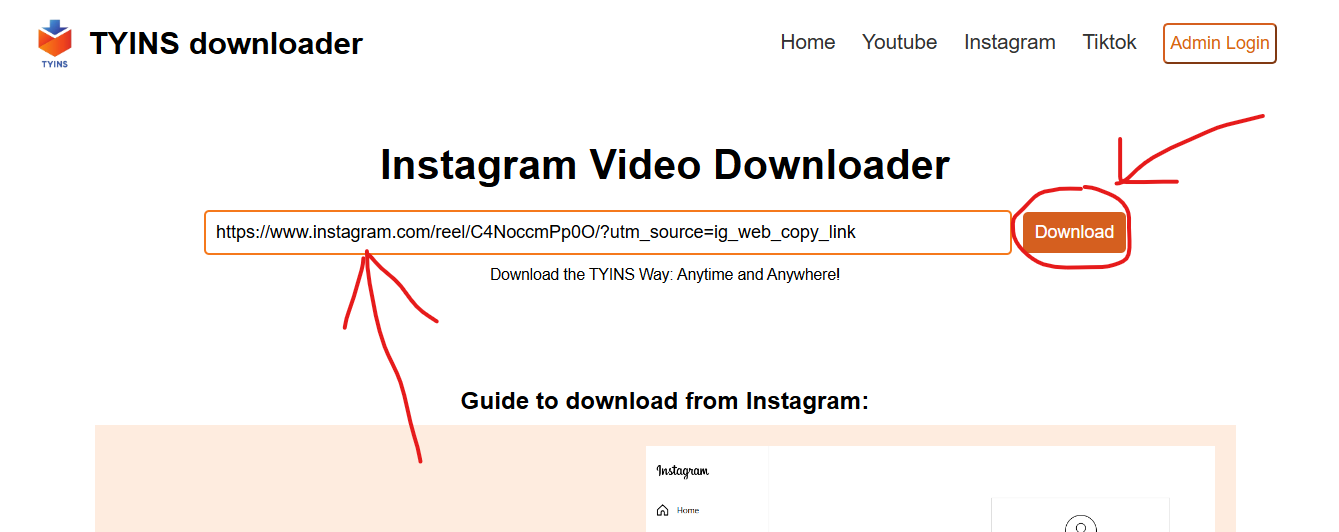 TYINS
TYINS downloader
Home Youtube Instagram Tiktok Admin Login
Instagram Video Downloader
https://www.instagram.com/reel/C4NoccmPp0O/?utm_source=ig_web_copy_link
Download
Download the TYINS Way: Anytime and Anywhere!
Guide to download from Instagram:
Instagram
Home